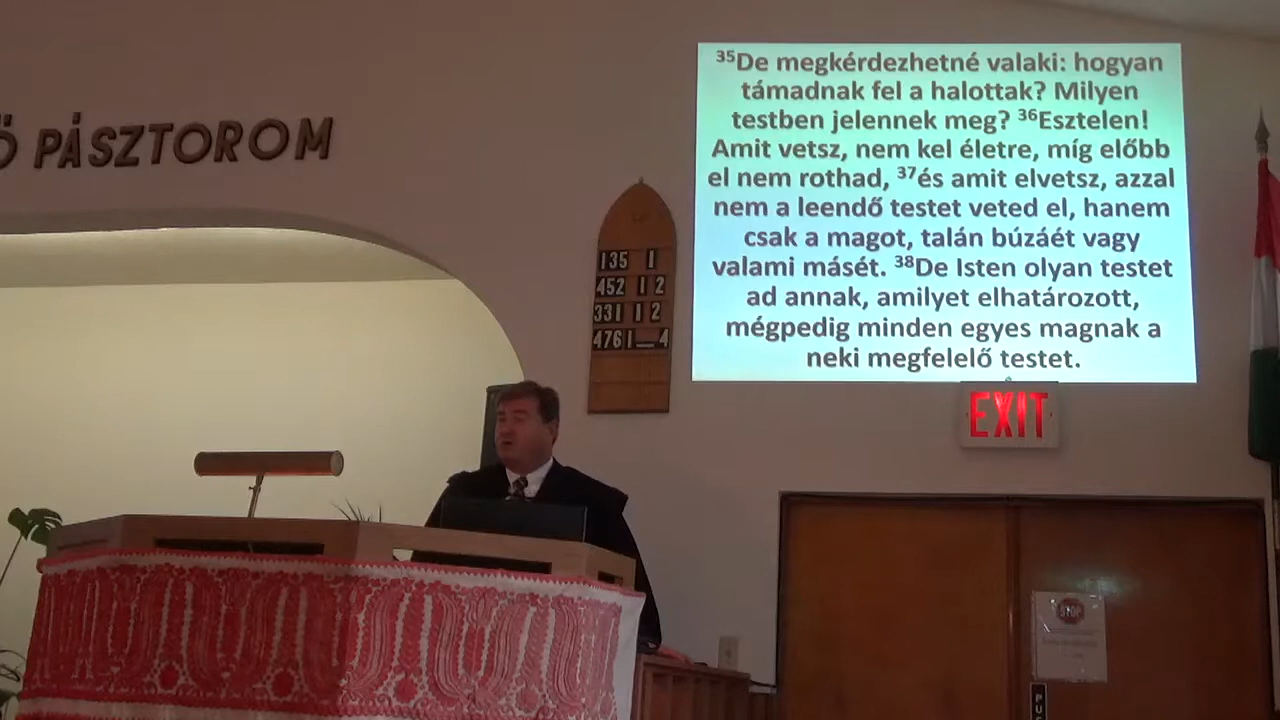 Ő PÁSZTOROM
³⁵De megkérdezhetné valaki: hogyan
támadnak fel a halottak? Milyen
testben jelennek meg? ³⁶Esztelen!
Amit vetsz, nem kel életre, míg előbb
el nem rothad, ³⁷és amit elvetsz, azzal
nem a leendő testet veted el, hanem
csak a magot, talán búzáét vagy
valami másét. ³⁸De Isten olyan testet
ad annak, amilyet elhatározott,
mégpedig minden egyes magnak a
neki megfelelő testet.
135 1
452 1 2
331 1 2
476 1_4
EXIT
STOP